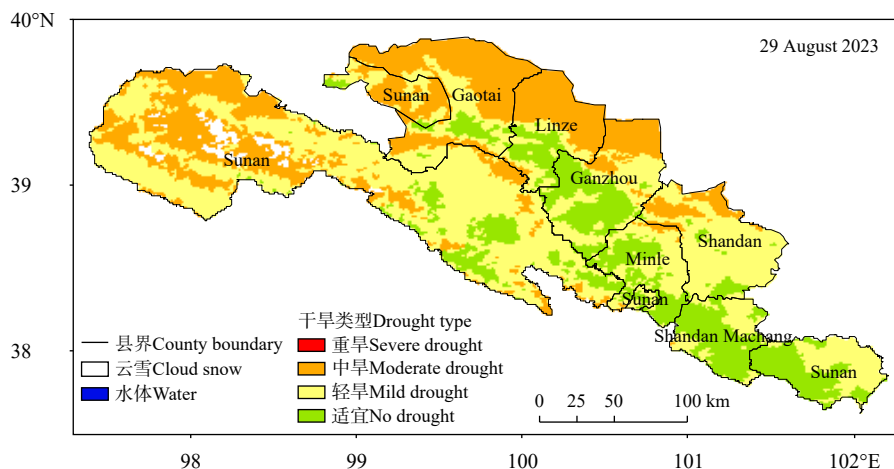 40°N
29 August 2023
Sunan
Gaotai
Linze
Sunan
39
Ganzhou
Shandan
Minle
Sunan
干旱类型Drought type
县界County boundary
重旱Severe drought
Shandan Machang
云雪Cloud snow
中旱Moderate drought
38
Sunan
水体Water
轻旱Mild drought
适宜No drought
0 25 50 100 km
98 99 100 101 102°E